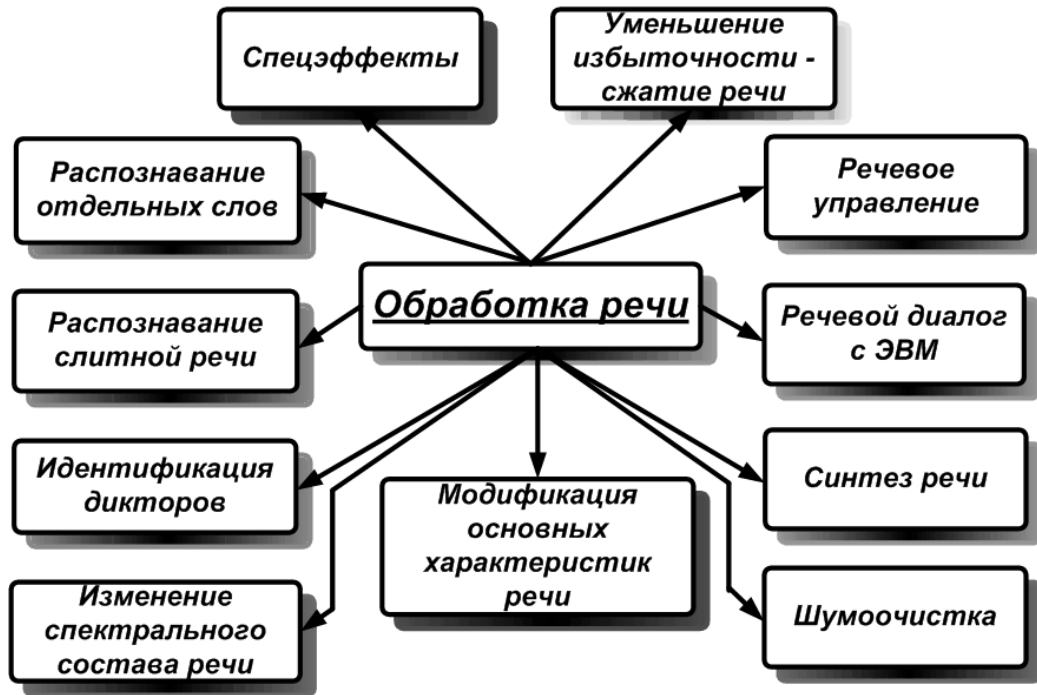 Спецэффекты
Уменьшение
избыточности -
сжатие речи
Распознавание
отдельных слов
Речевое
управление
Обработка речи
Распознавание
слитной речи
Речевой диалог
с ЭВМ
Идентификация
дикторов
Модификация
основных
характеристик
речи
Синтез речи
Изменение
спектрального
состава речи
Шумоочистка